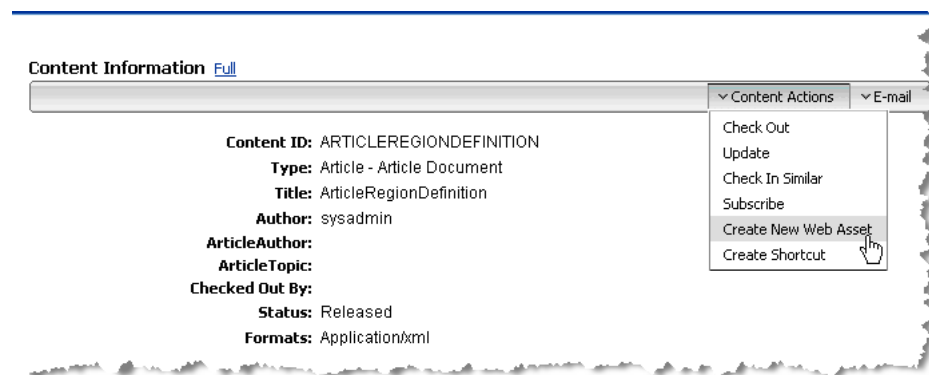 Content Information Full
Content Actions E-mail
Check Out
Update
Check In Similar
Subscribe
Create New Web Asset
Create Shortcut
Content ID: ARTICLEREGIONDEFINITION
Type: Article - Article Document
Title: ArticleRegionDefinition
Author: sysadmin
ArticleAuthor:
ArticleTopic:
Checked Out By:
Status: Released
Formats: Application/xml